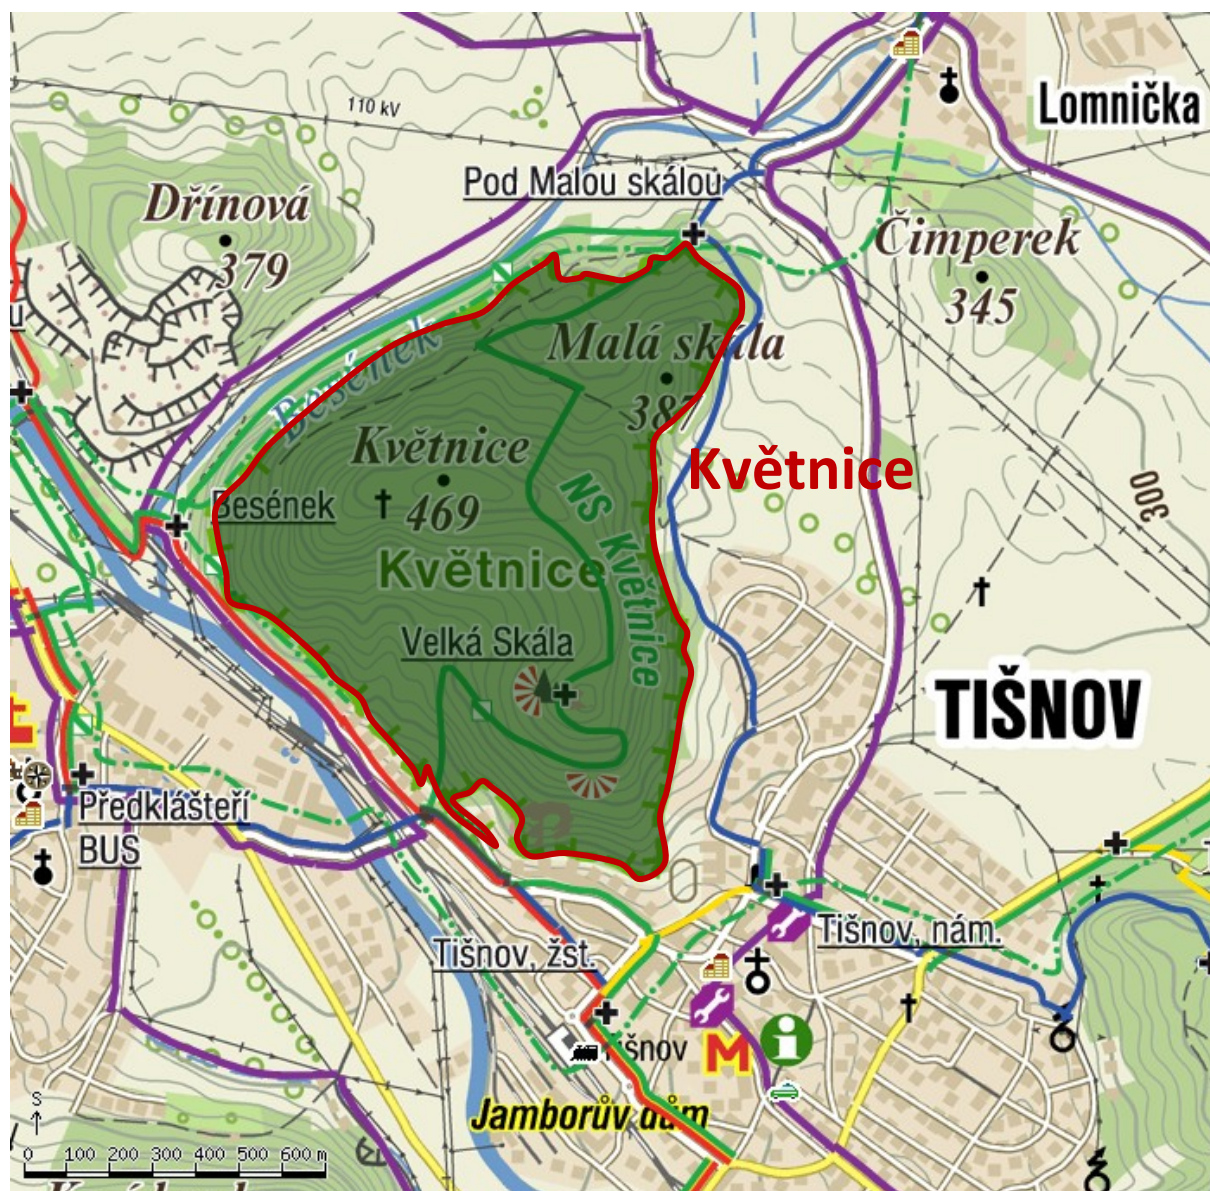 110 kV
Lomnička
Pod Malou skálou
Dřínová
379
Čimperek
345
u
Malá skála
387
Besének
Květnice
469
Květnice
Besének
300
NS Květnice
Květnice
Velká Skála
TIŠNOV
Předklášteří
BUS
Tišnov, nám.
Tišnov, žst.
Tišnov
M
Jamborův dům
S
0 100 200 300 400 500 600 m